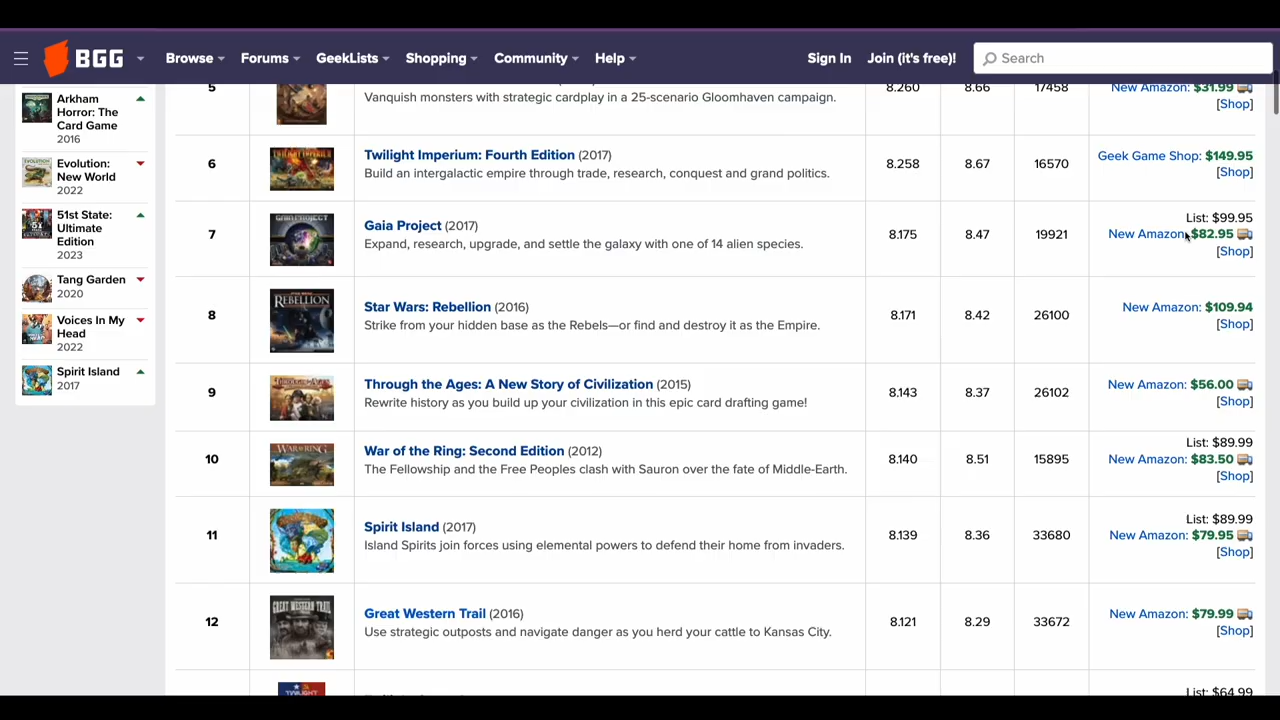 BGG
Browse
Forums
GeekLists
Shopping
Community
Help
Sign In
Join (it's free)!
Search
Arkham
Horror: The
Card Game
2016
Evolution:
New World
2022
51st State:
Ultimate
Edition
2023
Tang Garden
2020
Voices In My
Head
2022
Spirit Island
2017
5
Vanquish monsters with strategic cardplay in a 25-scenario Gloomhaven campaign.
8.260
8.66
17458
New Amazon: $31.99
[Shop]
6
Twilight Imperium: Fourth Edition (2017)
Build an intergalactic empire through trade, research, conquest and grand politics.
8.258
8.67
16570
Geek Game Shop: $149.95
[Shop]
7
GAIA PROJECT
Gaia Project (2017)
Expand, research, upgrade, and settle the galaxy with one of 14 alien species.
8.175
8.47
19921
List: $99.95
New Amazon: $82.95
[Shop]
8
REBELLION
Star Wars: Rebellion (2016)
Strike from your hidden base as the Rebels—or find and destroy it as the Empire.
8.171
8.42
26100
New Amazon: $109.94
[Shop]
9
Through the Ages: A New Story of Civilization (2015)
Rewrite history as you build up your civilization in this epic card drafting game!
8.143
8.37
26102
New Amazon: $56.00
[Shop]
10
WAR OF THE RING
War of the Ring: Second Edition (2012)
The Fellowship and the Free Peoples clash with Sauron over the fate of Middle-Earth.
8.140
8.51
15895
List: $89.99
New Amazon: $83.50
[Shop]
11
Spirit Island (2017)
Island Spirits join forces using elemental powers to defend their home from invaders.
8.139
8.36
33680
List: $89.99
New Amazon: $79.95
[Shop]
12
GREAT WESTERN TRAIL
Great Western Trail (2016)
Use strategic outposts and navigate danger as you herd your cattle to Kansas City.
8.121
8.29
33672
New Amazon: $79.99
[Shop]
TWILIGHT
List: $64.99